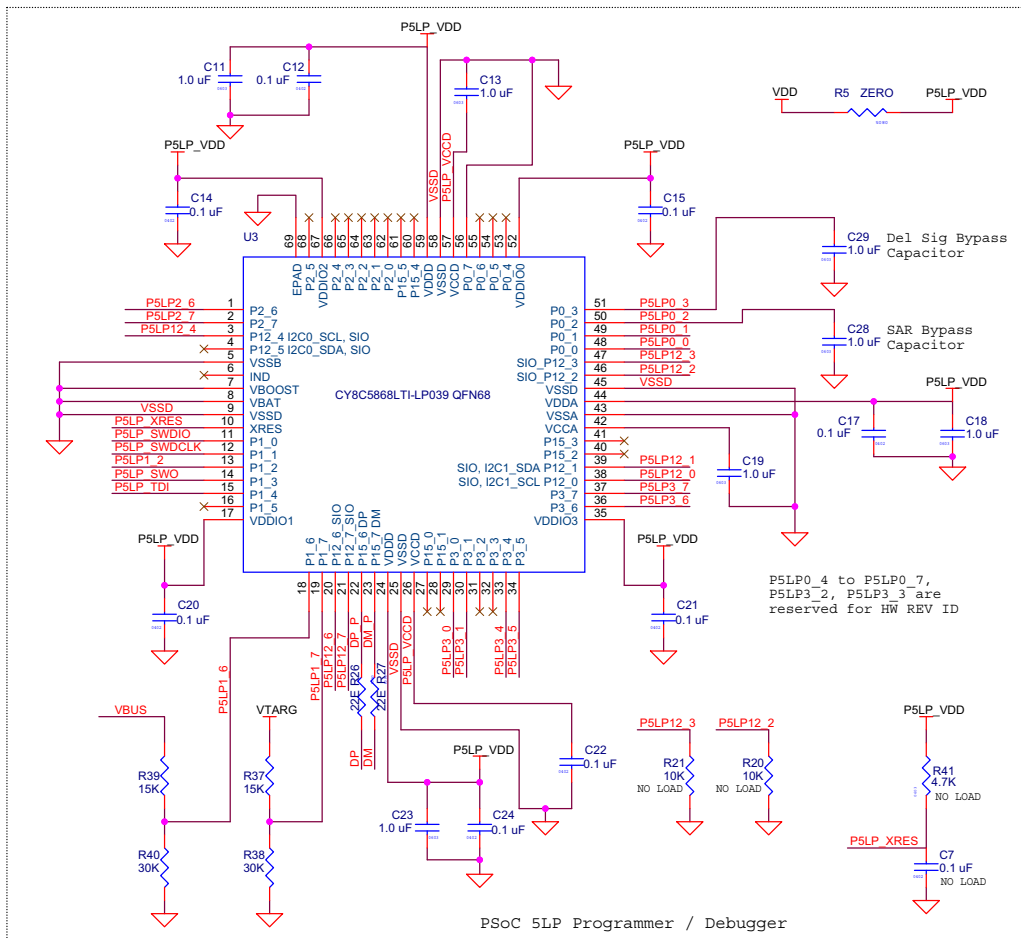 P5LP_VDD
C11
1.0 uF
C12
0.1 uF
C13
1.0 uF
VDD
R5 ZERO
P5LP_VDD
VSSD
P5LP_VCCD
P5LP_VDD
C14
0.1 uF
P5LP_VDD
C15
0.1 uF
U3
69
68
67
66
65
64
63
62
61
60
59
58
57
56
55
54
53
52
EPAD
P2_5
VDDIO2
P2_4
P2_3
P2_2
P2_1
P2_0
P15_5
P15_4
VDDD
VSSD
VCCD
P0_7
P0_6
P0_5
P0_4
VDDIO0
C29
1.0 uF
Del Sig Bypass
Capacitor
C28
1.0 uF
SAR Bypass
Capacitor
P5LP2_6 1 P2_6
P5LP2_7 2 P2_7
P5LP12_4 3 P12_4 I2C0_SCL, SIO
4 P12_5 I2C0_SDA, SIO
5 VSSB
6 IND
7 VBOOST
8 VBAT
VSSD 9 VSSD
P5LP_XRES 10 XRES
P5LP_SWDIO 11 P1_0
P5LP_SWDCLK 12 P1_1
P5LP1_2 13 P1_2
P5LP_SWO 14 P1_3
P5LP_TDI 15 P1_4
16 P1_5
17 VDDIO1
CY8C5868LTI-LP039 QFN68
P0_3 51 P5LP0_3
P0_2 50 P5LP0_2
P0_1 49 P5LP0_1
P0_0 48 P5LP0_0
SIO_P12_3 47 P5LP12_3
SIO_P12_2 46 P5LP12_2
VSSD 45 VSSD
VDDA 44
VSSA 43
VCCA 42
P15_3 41
P15_2 40
SIO, I2C1_SDA P12_1 39 P5LP12_1
SIO, I2C1_SCL P12_0 38 P5LP12_0
P3_7 37 P5LP3_7
P3_6 36 P5LP3_6
VDDIO3 35
P5LP_VDD
C17
0.1 uF
C18
1.0 uF
C19
1.0 uF
P1_6
P1_7
P12_6_SIO
P12_7_SIO
P15_6_DP
P15_7_DM
VDDD
VSSD
VCCD
P15_0
P15_1
P3_0
P3_1
P3_2
P3_3
P3_4
P3_5
18
19
20
21
22
23
24
25
26
27
28
29
30
31
32
33
34
P5LP_VDD
C20
0.1 uF
P5LP_VDD
C21
0.1 uF
P5LP0_4 to P5LP0_7,
P5LP3_2, P5LP3_3 are
reserved for HW REV ID
P5LP1_6
P5LP1_7
P5LP12_6
P5LP12_7
DP_P
DM_P
VSSD
P5LP_VCCD
P5LP3_0
P5LP3_1
P5LP3_4
P5LP3_5
22E R26
22E R27
DP
DM
VBUS
R39
15K
R40
30K
VTARG
R37
15K
R38
30K
P5LP_VDD
C23
1.0 uF
C24
0.1 uF
C22
0.1 uF
P5LP12_3
R21
10K
NO LOAD
P5LP12_2
R20
10K
NO LOAD
P5LP_VDD
R41
4.7K
NO LOAD
P5LP_XRES
C7
0.1 uF
NO LOAD
PSoC 5LP Programmer / Debugger